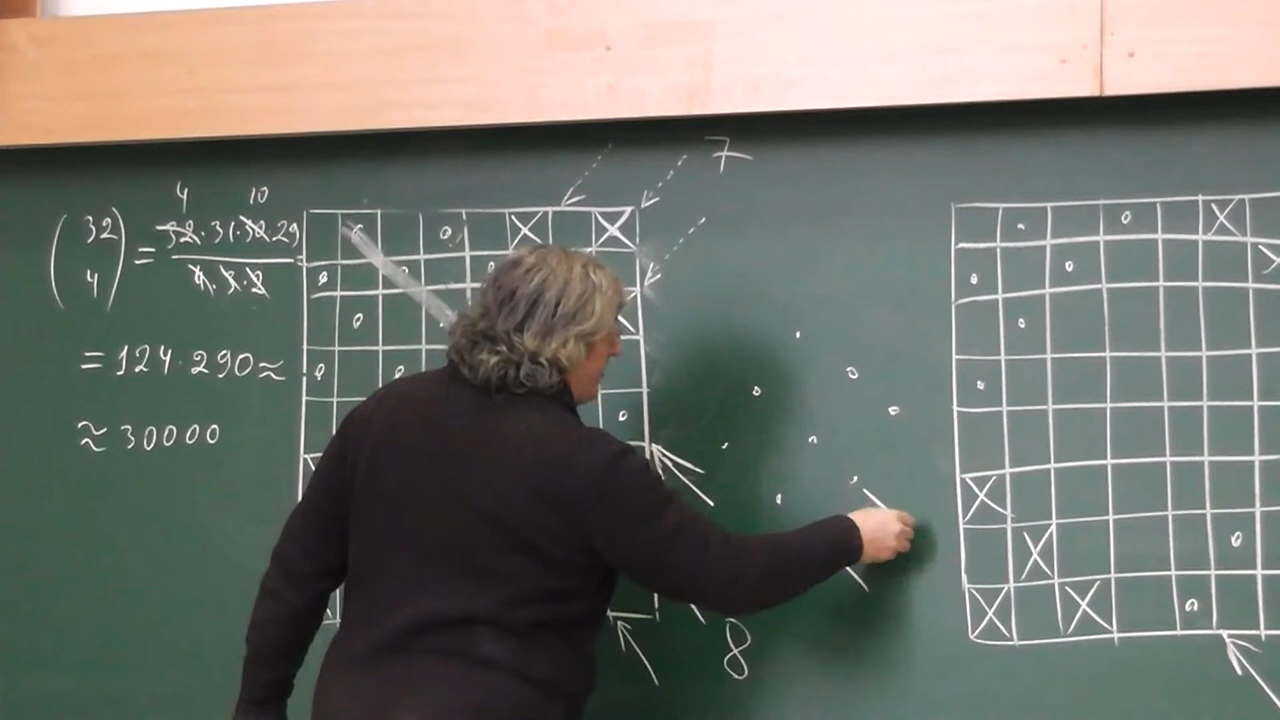 4 10
(32 4) = 32·31·30·29 / 4·3·2
= 124·290 ≈
≈ 30000
7
8